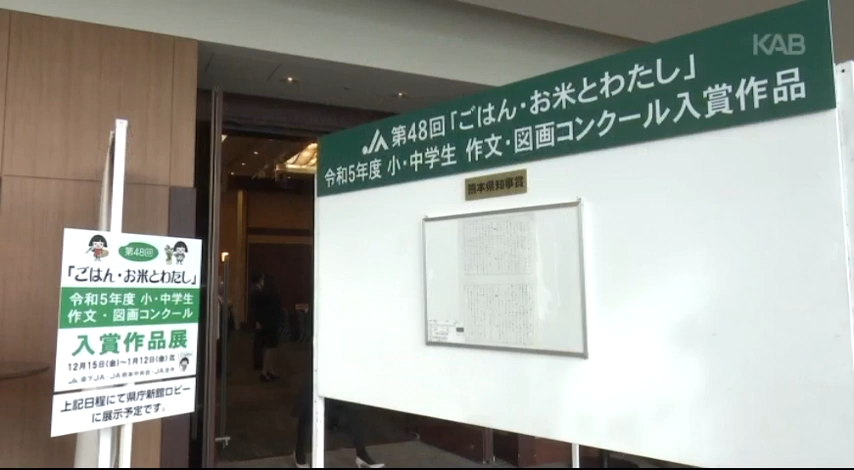 KAB
JA 第48回「ごはん・お米とわたし」
令和5年度 小・中学生 作文・図画コンクール入賞作品
熊本県知事賞
第48回
「ごはん・お米とわたし」
令和5年度 小・中学生
作文・図画コンクール
入賞作品展
12月15日(金)~1月12日(金)迄
上記日程にて県庁新館ロビー
に展示予定です。